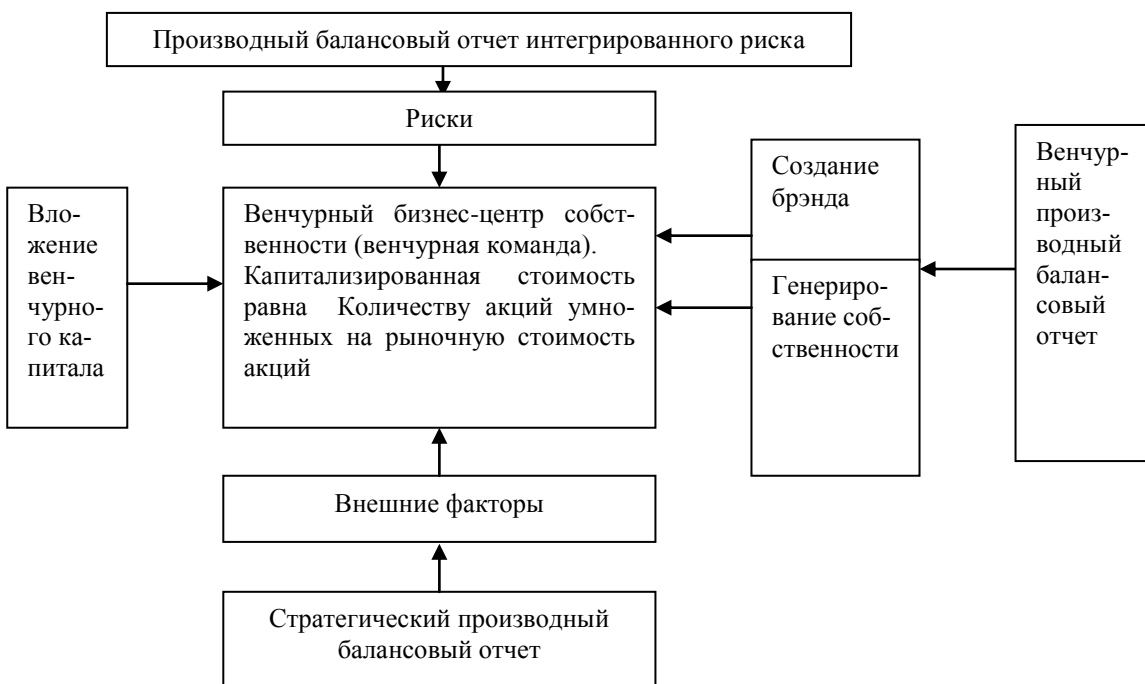 Производный балансовый отчет интегрированного риска
Риски
Вло-
жение
вен-
чурно-
го ка-
питала
Венчурный бизнес-центр собст-
венности (венчурная команда).
Капитализированная стоимость
равна Количеству акций умно-
женных на рыночную стоимость
акций
Создание
брэнда
Генериро-
вание соб-
ственности
Венчур-
ный
произ-
водный
балан-
совый
отчет
Внешние факторы
Стратегический производный
балансовый отчет